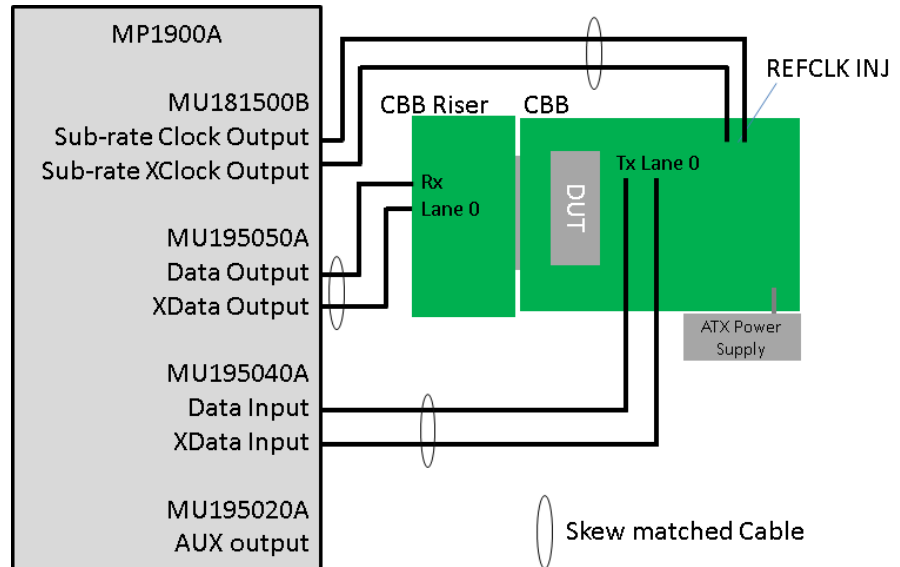 MP1900A
MU181500B
Sub-rate Clock Output
Sub-rate XClock Output
MU195050A
Data Output
XData Output
MU195040A
Data Input
XData Input
MU195020A
AUX output
CBB Riser
Rx
Lane 0
CBB
DUT
Tx Lane 0
REFCLK INJ
ATX Power
Supply
Skew matched Cable